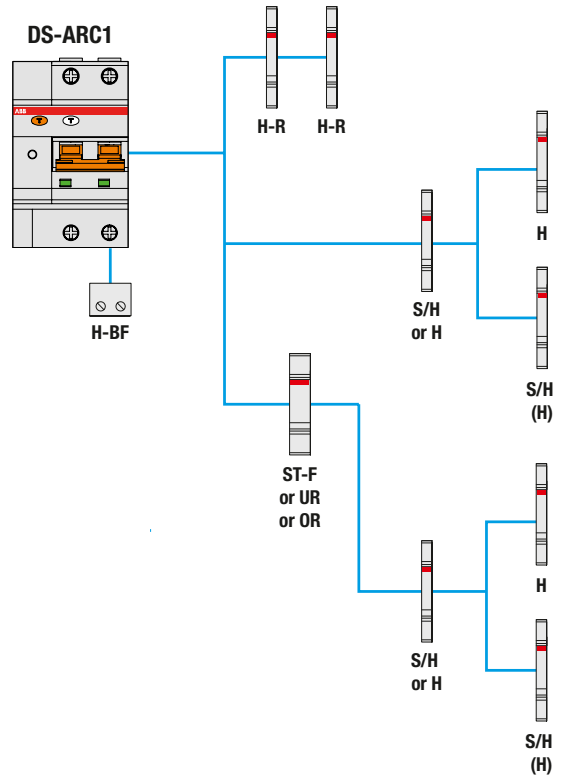 DS-ARC1
ABB
T T
H-R H-R
H
S/H
or H
H-BF
S/H
(H)
ST-F
or UR
or OR
H
S/H
or H
S/H
(H)